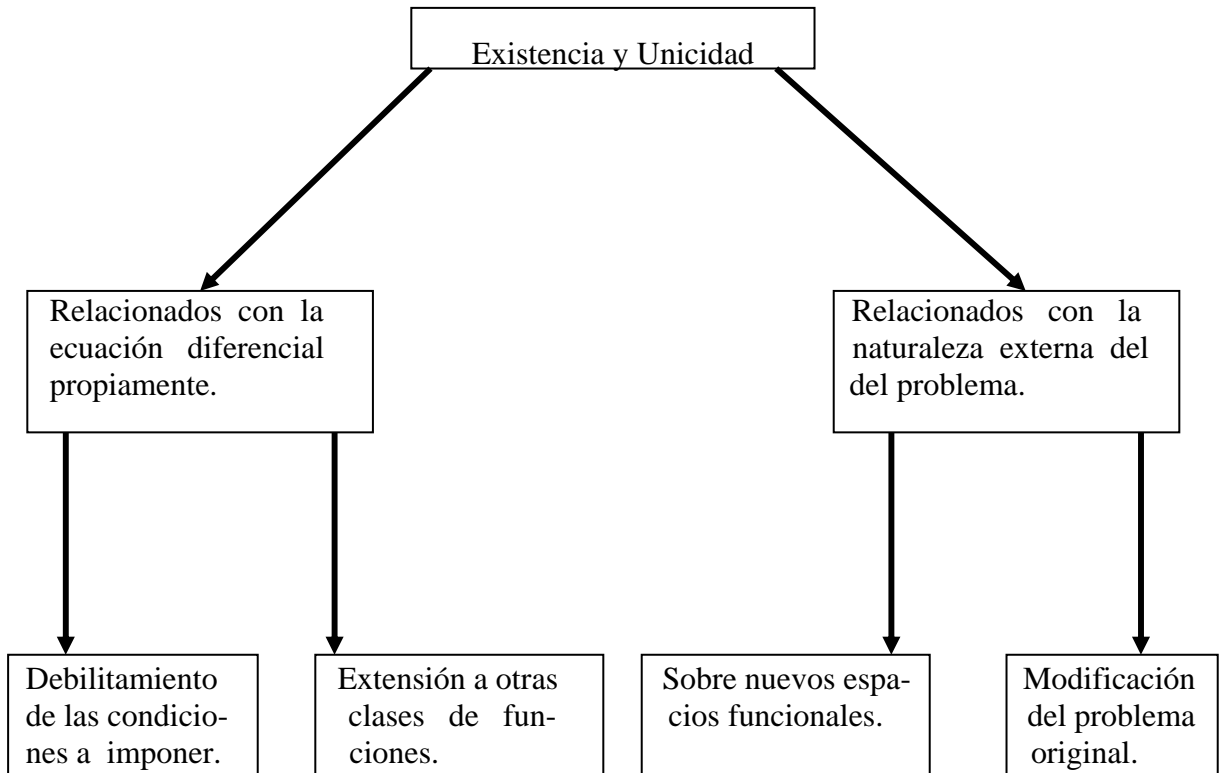 Existencia y Unicidad
Relacionados con la
ecuación diferencial
propiamente.
Relacionados con la
naturaleza externa del
del problema.
Debilitamiento
de las condicio-
nes a imponer.
Extensión a otras
clases de fun-
ciones.
Sobre nuevos espa-
cios funcionales.
Modificación
del problema
original.